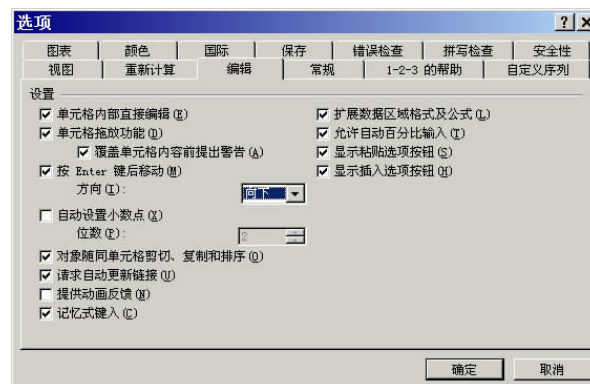 选项
图表 颜色 国际 保存 错误检查 拼写检查 安全性
视图 重新计算 编辑 常规 1-2-3 的帮助 自定义序列
设置
单元格内部直接编辑(E)
单元格拖放功能(D)
覆盖单元格内容前提出警告(A)
按 Enter 键后移动(M)
方向(I): 向下
自动设置小数点(X)
位数(P): 2
对象随同单元格剪切、复制和排序(O)
请求自动更新链接(U)
提供动画反馈(N)
记忆式键入(C)
扩展数据区域格式及公式(L)
允许自动百分比输入(T)
显示粘贴选项按钮(S)
显示插入选项按钮(H)
确定 取消